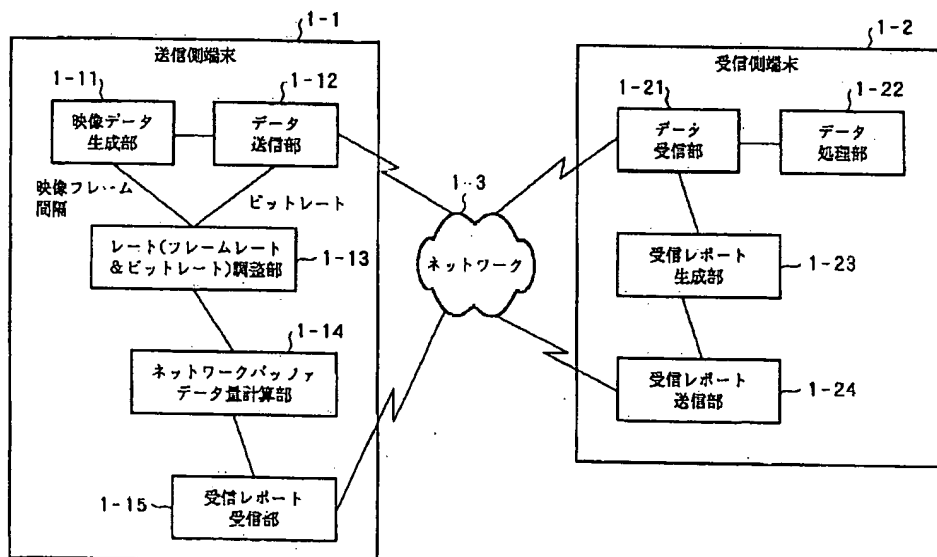 1-1
送信側端末
1-11
映像データ
生成部
1-12
データ
送信部
映像フレーム
間隔
ビットレート
レート(フレームレート
&ビットレート)調整部
1-13
1-14
ネットワークバッファ
データ量計算部
1-15
受信レポート
受信部
1-3
ネットワーク
1-2
受信側端末
1-21
データ
受信部
1-22
データ
処理部
受信レポート
生成部
1-23
受信レポート
送信部
1-24